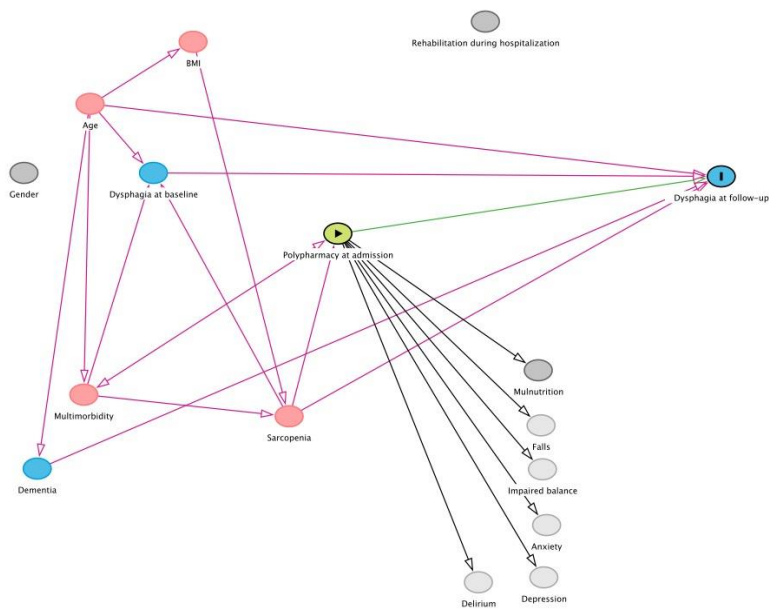 Rehabilitation during hospitalization
BMI
Age
Gender
Dysphagia at baseline
Dysphagia at follow-up
Polypharmacy at admission
Mulnutrition
Multimorbidity
Sarcopenia
Falls
Dementia
Impaired balance
Anxiety
Depression
Delirium